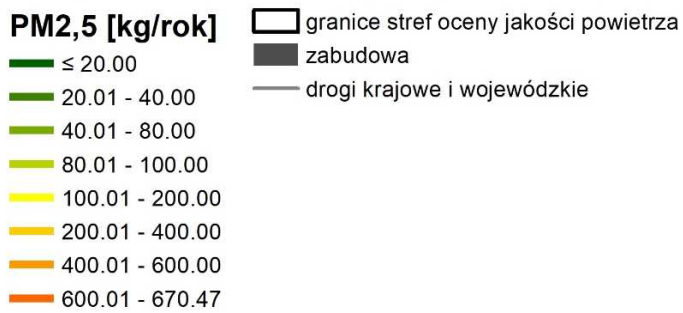 PM2,5 [kg/rok]
≤ 20.00
20.01 - 40.00
40.01 - 80.00
80.01 - 100.00
100.01 - 200.00
200.01 - 400.00
400.01 - 600.00
600.01 - 670.47
granice stref oceny jakości powietrza
zabudowa
drogi krajowe i wojewódzkie